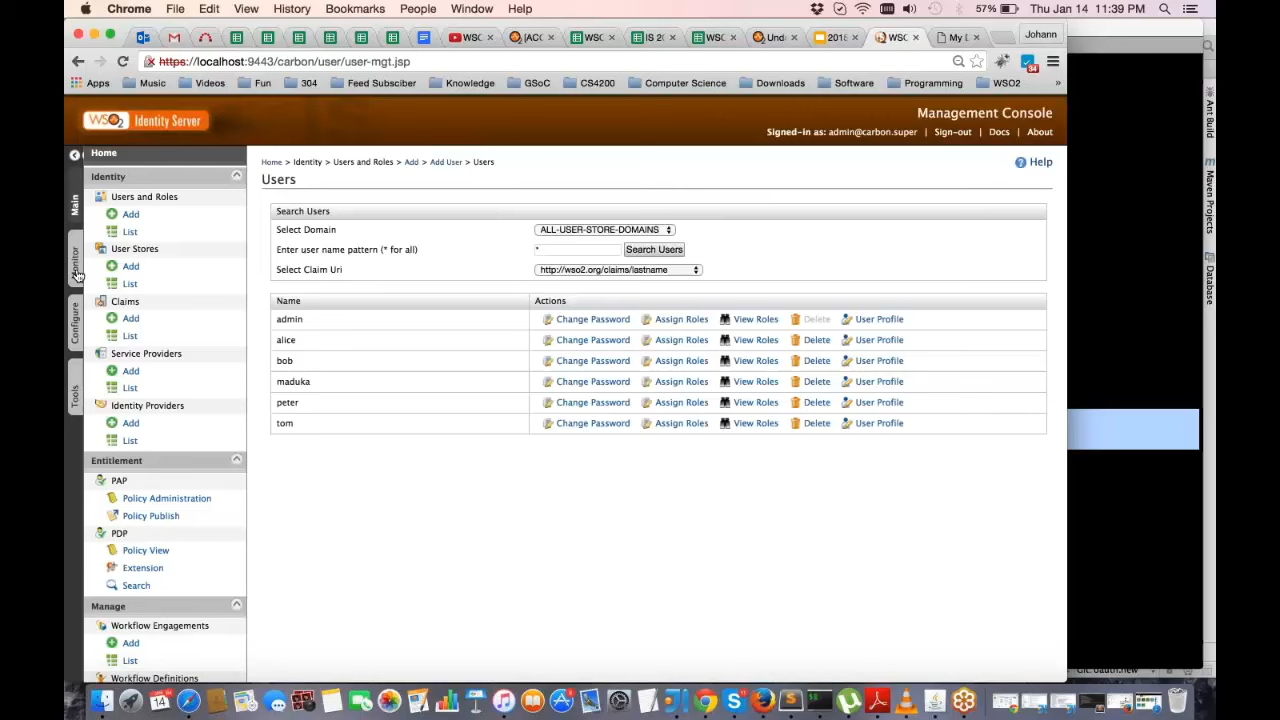 Chrome File Edit View History Bookmarks People Window Help 57% Thu Jan 14 11:39 PM
WSC IACC WSC IS 20 WSC Und 2015 WSC My D Johann
https://localhost:9443/carbon/user/user-mgt.jsp
Apps Music Videos Fun 304 Feed Subsciber Knowledge GSoC CS4200 Computer Science Downloads Software Programming WSO2 »
WSO2 Identity Server
Management Console
Signed-in as: admin@carbon.super | Sign-out | Docs | About
Main
Monitor
Configure
Tools
Home
Identity
Users and Roles
Add
List
User Stores
Add
List
Claims
Add
List
Service Providers
Add
List
Identity Providers
Add
List
Entitlement
PAP
Policy Administration
Policy Publish
PDP
Policy View
Extension
Search
Manage
Workflow Engagements
Add
List
Workflow Definitions
Home > Identity > Users and Roles > Add > Add User > Users
Help
Users
Search Users
Select Domain ALL-USER-STORE-DOMAINS
Enter user name pattern (* for all) * Search Users
Select Claim Uri http://wso2.org/claims/lastname
Name Actions
admin Change Password Assign Roles View Roles Delete User Profile
alice Change Password Assign Roles View Roles Delete User Profile
bob Change Password Assign Roles View Roles Delete User Profile
maduka Change Password Assign Roles View Roles Delete User Profile
peter Change Password Assign Roles View Roles Delete User Profile
tom Change Password Assign Roles View Roles Delete User Profile
Ant Build
Maven Projects
Database